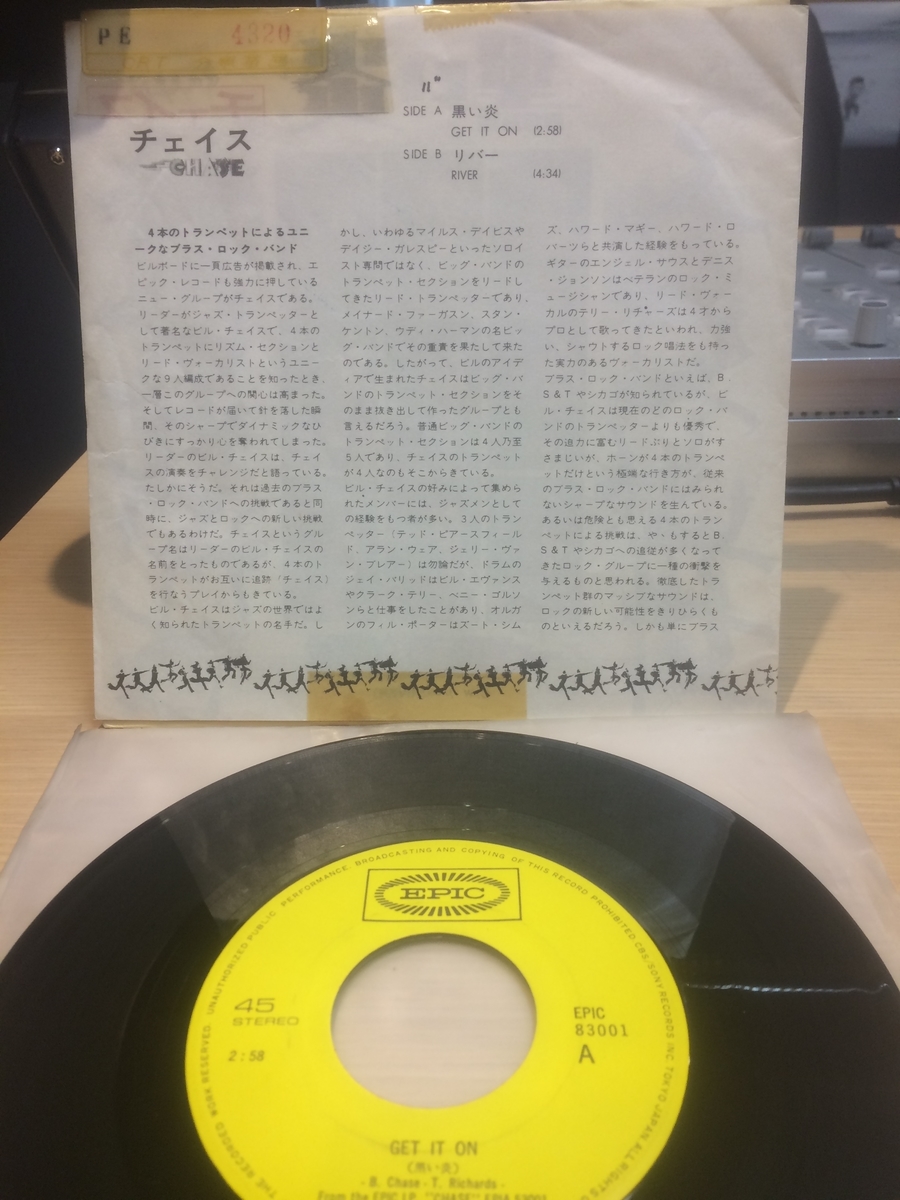 PE 4320
チェイス
CHASE
SIDE A 黒い炎
GET IT ON (2:58)
SIDE B リバー
RIVER (4:34)
4本のトランペットによるユニ
ークなブラス・ロック・バンド
ビルボードに一頁広告が掲載され、エ
ピック・レコードも強力に押している
ニュー・グループがチェイスである。
リーダーがジャズ・トランペッターと
して著名なビル・チェイスで、4本の
トランペットにリズム・セクションと
リード・ヴォーカリストというユニー
クな9人編成であることを知ったとき、
一層このグループへの関心は高まった。
そしてレコードが届いて針を落した瞬
間、そのシャープでダイナミックなひ
びきにすっかり心を奪われてしまった。
リーダーのビル・チェイスは、チェイ
スの演奏をチャレンジだと語っている。
たしかにそうだ。それは過去のブラス
・ロック・バンドへの挑戦であると同
時に、ジャズとロックへの新しい挑戦
でもあるわけだ。チェイスというグル
ープ名はリーダーのビル・チェイスの
名前をとったものであるが、4本のト
ランペットがお互いに追跡（チェイス）
を行なうプレイからもきている。
ビル・チェイスはジャズの世界ではよ
く知られたトランペットの名手だ。し
かし、いわゆるマイルス・デイビスや
デイジー・ガレスピーといったソロイ
スト専門ではなく、ビッグ・バンドの
トランペット・セクションをリードし
てきたリード・トランペッターであり、
メイナード・ファーガスン、スタン・
ケントン、ウディ・ハーマンの名ビッ
グ・バンドでその重責を果たして来た
のである。したがって、ビルのアイデ
ィアで生まれたチェイスはビッグ・バ
ンドのトランペット・セクションをそ
のまま抜き出して作ったグループとも
言えるだろう。普通ビッグ・バンドの
トランペット・セクションは4人乃至
5人であり、チェイスのトランペット
が4人なのもそこからきている。
ビル・チェイスの好みによって集めら
れたメンバーには、ジャズメンとして
の経験をもつ者が多い。3人のトラン
ペッター（テッド・ピアースフィール
ド、アラン・ウェア、ジェリー・ヴァ
ン・ブレアー）は勿論だが、ドラムの
ジェイ・バリッドはビル・エヴァンス
やクラーク・テリー、ベニー・ゴルソ
ンらと仕事をしたことがあり、オルガ
ンのフィル・ポーターはズート・シム
ズ、ハワード・マギー、ハワード・ロ
バーツらと共演した経験をもっている。
ギターのエンジェル・サウスとデニス
・ジョンソンはベテランのロック・ミ
ュージシャンであり、リード・ヴォー
カルのテリー・リチャーズは4才から
プロとして歌ってきたといわれ、力強
い、シャウトするロック唱法をも持っ
た実力のあるヴォーカリストだ。
ブラス・ロック・バンドといえば、B.
S&Tやシカゴが知られているが、ビ
ル・チェイスは現在のどのロック・バ
ンドのトランペッターよりも優秀で、
その迫力に富むリードぶりとソロがす
さまじいが、ホーンが4本のトランペ
ットだけという極端な行き方が、従来
のブラス・ロック・バンドにはみられ
ないシャープなサウンドを生んでいる。
あるいは危険とも思える4本のトラン
ペットによる挑戦は、やゝもするとB.
S&Tやシカゴへの追従が多くなって
きたロック・グループに一種の衝撃を
与えるものと思われる。徹底したトラ
ンペット群のマッシブなサウンドは、
ロックの新しい可能性をきりひらくも
のといえるだろう。しかも単にブラス
THE RECORDED WORK RESERVED. UNAUTHORIZED PUBLIC PERFORMANCE, BROADCASTING AND COPYING OF THIS RECORD PROHIBITED. CBS/SONY RECORDS INC. TOKYO JAPAN. ALL RIGHTS OF
EPIC
45
STEREO
2:58
EPIC
83001
A
GET IT ON
(黒い炎)
- B. Chase - T. Richards -
From the EPIC LP "CHASE" EPIA 83001